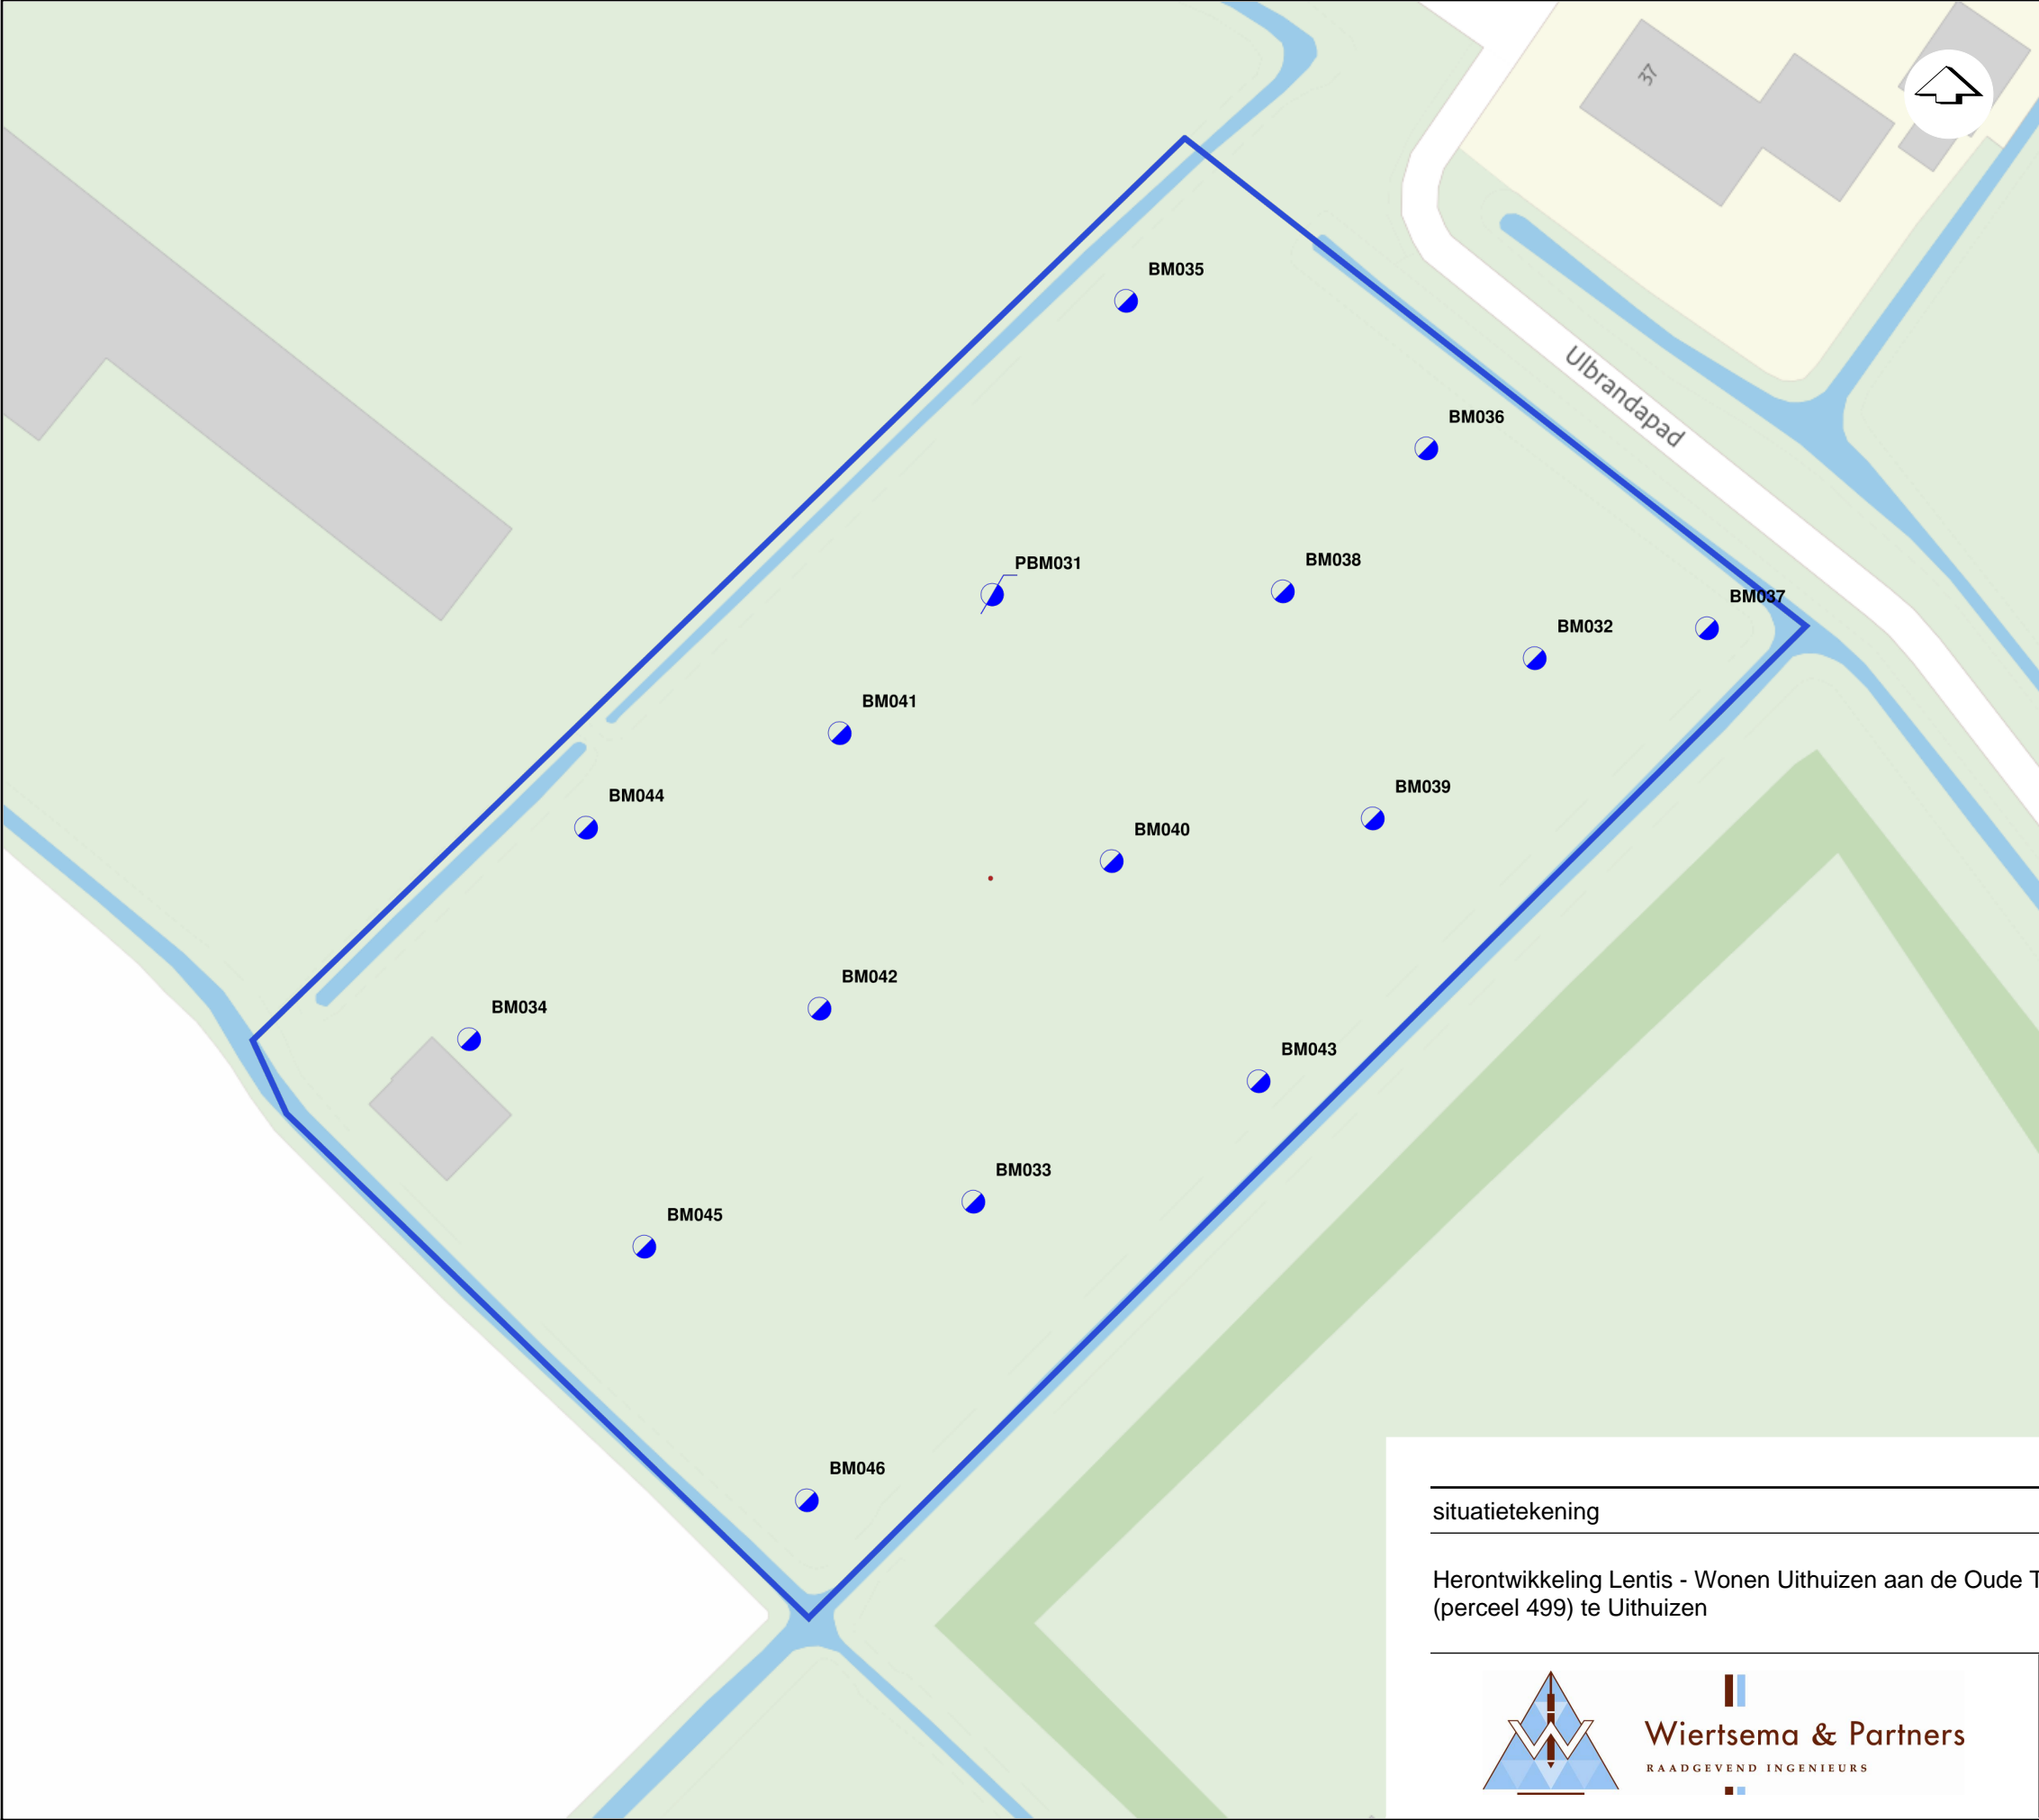 37
BM035
Ulbrandapad
BM036
PBM031
BM038
BM037
BM032
BM041
BM044
BM039
BM040
BM042
BM034
BM043
BM033
BM045
BM046
situatietekening
Herontwikkeling Lentis - Wonen Uithuizen aan de Oude T
(perceel 499) te Uithuizen
Wiertsema & Partners
RAADGEVEND INGENIEURS